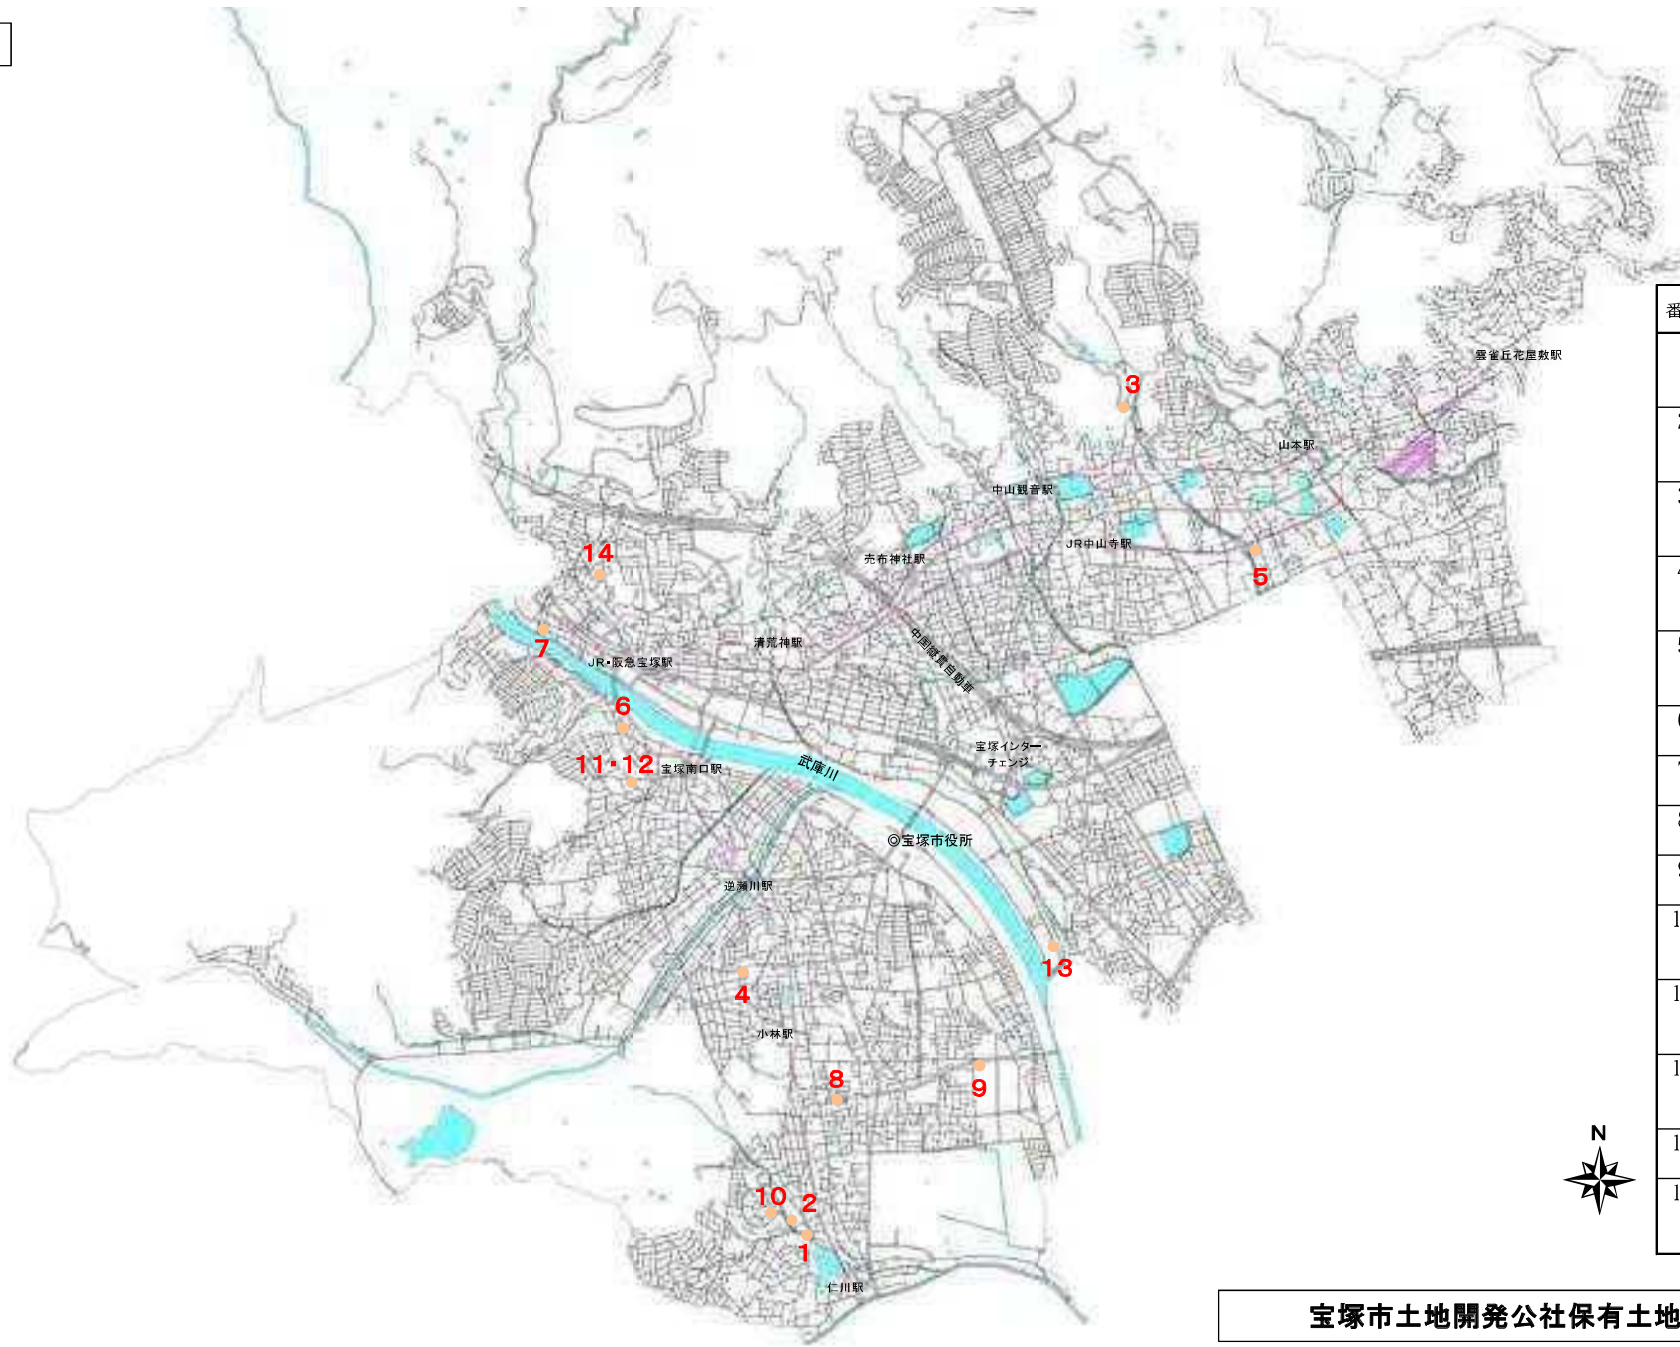 番
雲雀丘花屋敷駅
3
山本駅
中山観音駅
JR中山寺駅
売布神社駅
14
5
7
清荒神駅
JR・阪急宝塚駅
中国縦貫自動車
6
宝塚インター
チェンジ
11・12
宝塚南口駅
武庫川
◎宝塚市役所
逆瀬川駅
13
4
小林駅
8
9
N
10
2
1
仁川駅
宝塚市土地開発公社保有土地